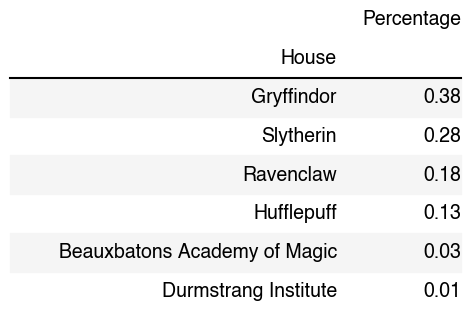 Percentage
House
Gryffindor 0.38
Slytherin 0.28
Ravenclaw 0.18
Hufflepuff 0.13
Beauxbatons Academy of Magic 0.03
Durmstrang Institute 0.01